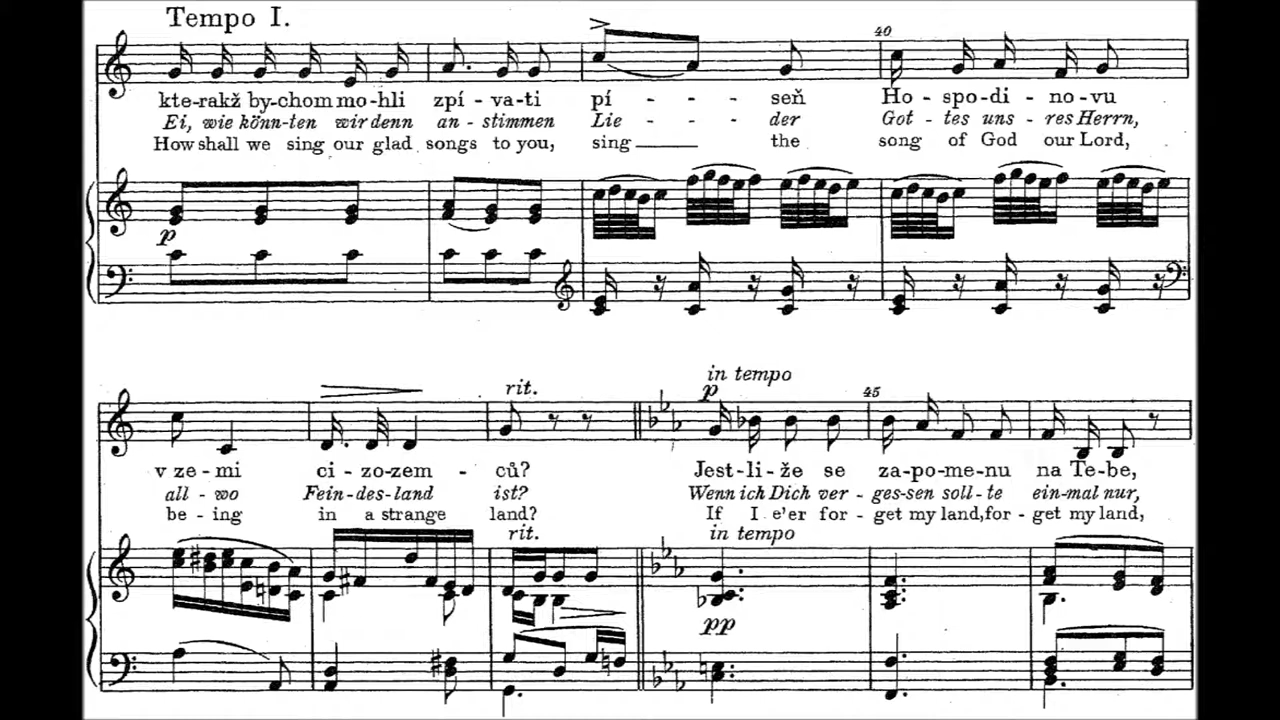 Tempo I.
40
kte-rakž by-chom mo-hli zpí - va-ti pí - - - seň Ho - spo-di - no-vu
Ei, wie könn-ten wir denn an - stimmen Lie - - - der Got - tes uns - res Herrn,
How shall we sing our glad songs to you, sing the song of God our Lord,
p
rit.
in tempo
p
45
v ze - mi ci - zo-zem - ců? Jest-li - že se za-po-me-nu na Te-be,
all - wo Fein-des-land ist? Wenn ich Dich ver - ges-sen soll-te ein-mal nur,
be - ing in a strange land? If I e'er for - get my land, for - get my land,
rit.
in tempo
pp